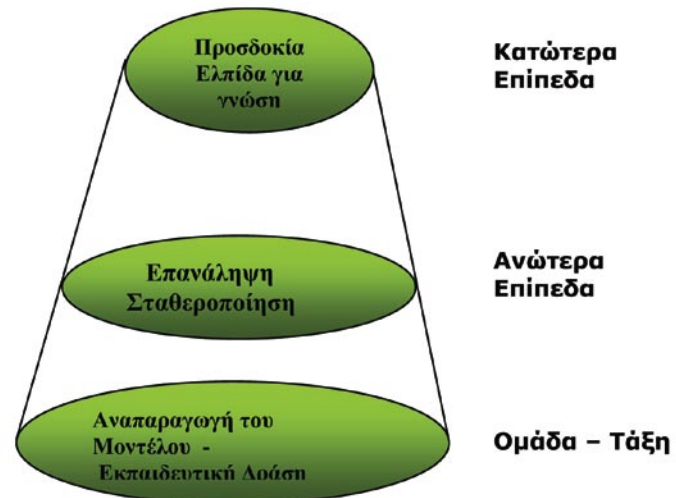 Προσδοκία
Ελπίδα για
γνώση
Κατώτερα
Επίπεδα
Επανάληψη
Σταθεροποίηση
Ανώτερα
Επίπεδα
Αναπαραγωγή του
Μοντέλου -
Εκπαιδευτική Δράση
Ομάδα – Τάξη